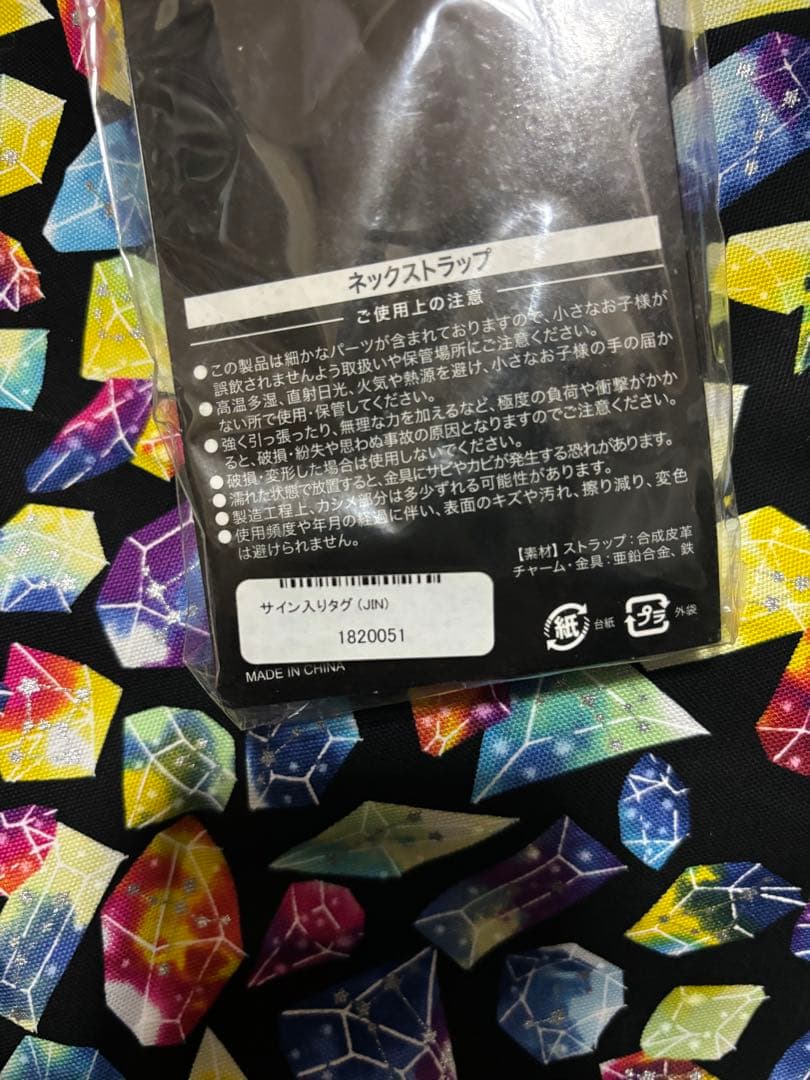 ネックストラップ
ご使用上の注意
●この製品は細かなパーツが含まれておりますので、小さなお子様が
誤飲されませんよう取扱いや保管場所にご注意ください。
●高温多湿、直射日光、火気や熱源を避け、小さなお子様の手の届か
ない所で使用・保管してください。
●強く引っ張ったり、無理な力を加えるなど、極度の負荷や衝撃がかか
ると、破損・紛失や思わぬ事故の原因となりますのでご注意ください。
●破損・変形した場合は使用しないでください。
●濡れた状態で放置すると、金具にサビやカビが発生する恐れがあります。
●製造工程上、カシメ部分は多少ずれる可能性があります。
●使用頻度や年月の経過に伴い、表面のキズや汚れ、擦り減り、変色
は避けられません。
【素材】ストラップ：合成皮革
チャーム・金具：亜鉛合金、鉄
サイン入りタグ(JIN)
1820051
紙 台紙 プラ 外袋
MADE IN CHINA